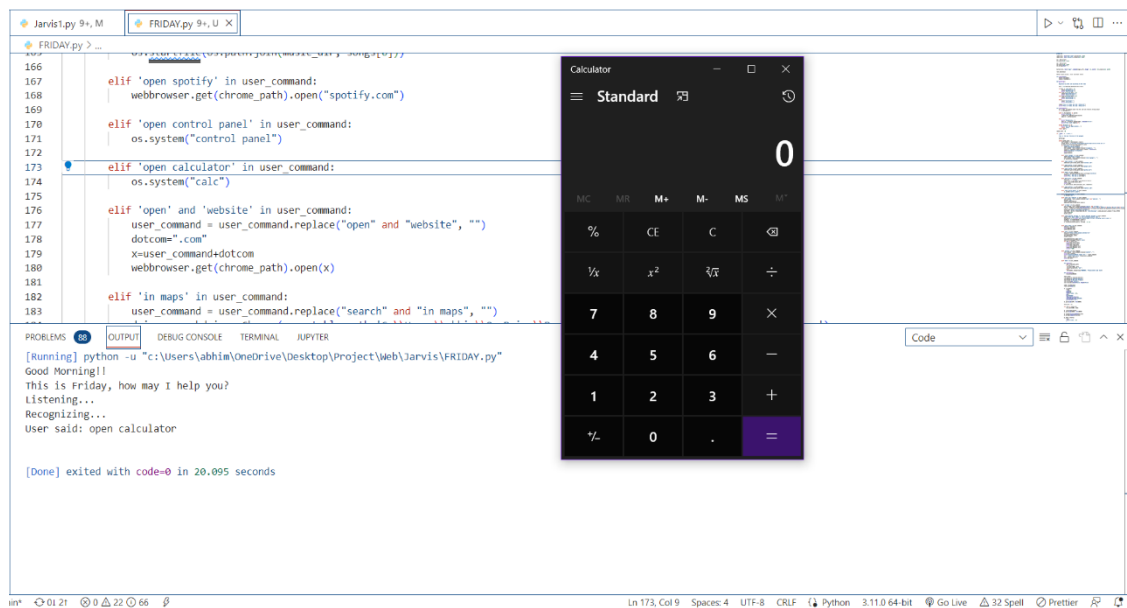 Jarvis1.py 9+, M
FRIDAY.py 9+, U
FRIDAY.py > ...
166
167 elif 'open spotify' in user_command:
168 webbrowser.get(chrome_path).open("spotify.com")
169
170 elif 'open control panel' in user_command:
171 os.system("control panel")
172
173 elif 'open calculator' in user_command:
174 os.system("calc")
175
176 elif 'open' and 'website' in user_command:
177 user_command = user_command.replace("open" and "website", "")
178 dotcom=".com"
179 x=user_command+dotcom
180 webbrowser.get(chrome_path).open(x)
181
182 elif 'in maps' in user_command:
183 user_command = user_command.replace("search" and "in maps", "")
Calculator
Standard
0
MC MR M+ M- MS M˅
% CE C
¹/x x² ²√x ÷
7 8 9 ×
4 5 6 −
1 2 3 +
+/- 0 . =
PROBLEMS 88 OUTPUT DEBUG CONSOLE TERMINAL JUPYTER
Code
[Running] python -u "c:\Users\abhim\OneDrive\Desktop\Project\Web\Jarvis\FRIDAY.py"
Good Morning!!
This is Friday, how may I help you?
Listening...
Recognizing...
User said: open calculator
[Done] exited with code=0 in 20.095 seconds
0 22 66 Ln 173, Col 9 Spaces: 4 UTF-8 CRLF Python 3.11.0 64-bit Go Live 32 Spell Prettier